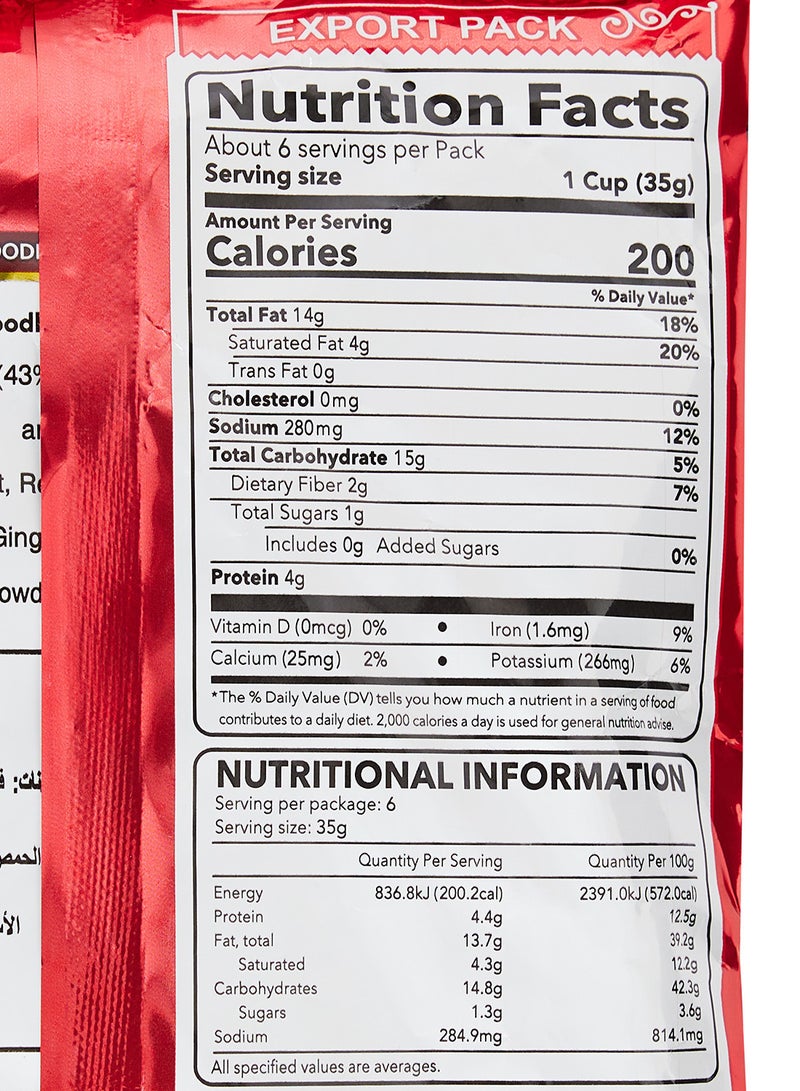 EXPORT PACK
Nutrition Facts
About 6 servings per Pack
Serving size 1 Cup (35g)
Amount Per Serving
Calories 200
% Daily Value*
Total Fat 14g 18%
Saturated Fat 4g 20%
Trans Fat 0g
Cholesterol 0mg 0%
Sodium 280mg 12%
Total Carbohydrate 15g 5%
Dietary Fiber 2g 7%
Total Sugars 1g
Includes 0g Added Sugars 0%
Protein 4g
Vitamin D (0mcg) 0% • Iron (1.6mg) 9%
Calcium (25mg) 2% • Potassium (266mg) 6%
*The % Daily Value (DV) tells you how much a nutrient in a serving of food
contributes to a daily diet. 2,000 calories a day is used for general nutrition advise.
NUTRITIONAL INFORMATION
Serving per package: 6
Serving size: 35g
Quantity Per Serving Quantity Per 100g
Energy 836.8kJ (200.2cal) 2391.0kJ (572.0cal)
Protein 4.4g 12.5g
Fat, total 13.7g 39.2g
Saturated 4.3g 12.2g
Carbohydrates 14.8g 42.3g
Sugars 1.3g 3.6g
Sodium 284.9mg 814.1mg
All specified values are averages.
(43%